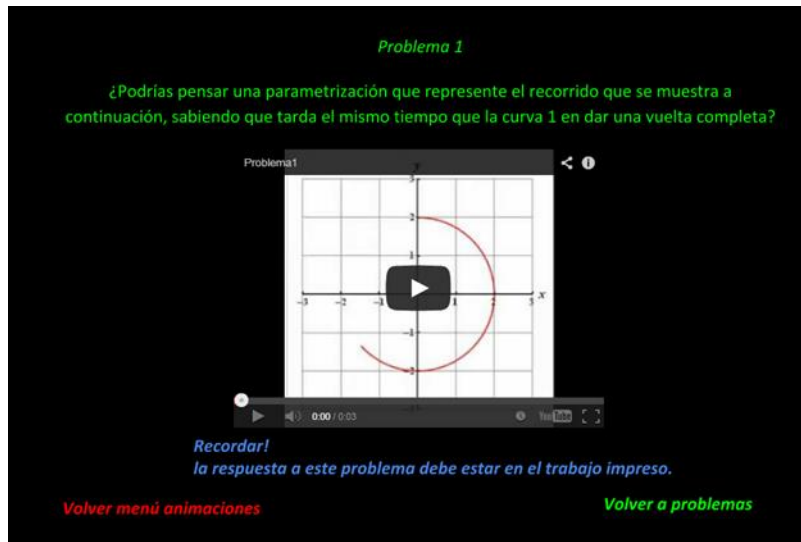 Problema 1
¿Podrías pensar una parametrización que represente el recorrido que se muestra a
continuación, sabiendo que tarda el mismo tiempo que la curva 1 en dar una vuelta completa?
Problema1
y
3
2
1
-3 -2 -1 1 2 3 x
-1
-2
0:00 / 0:03
YouTube
Recordar!
la respuesta a este problema debe estar en el trabajo impreso.
Volver menú animaciones
Volver a problemas